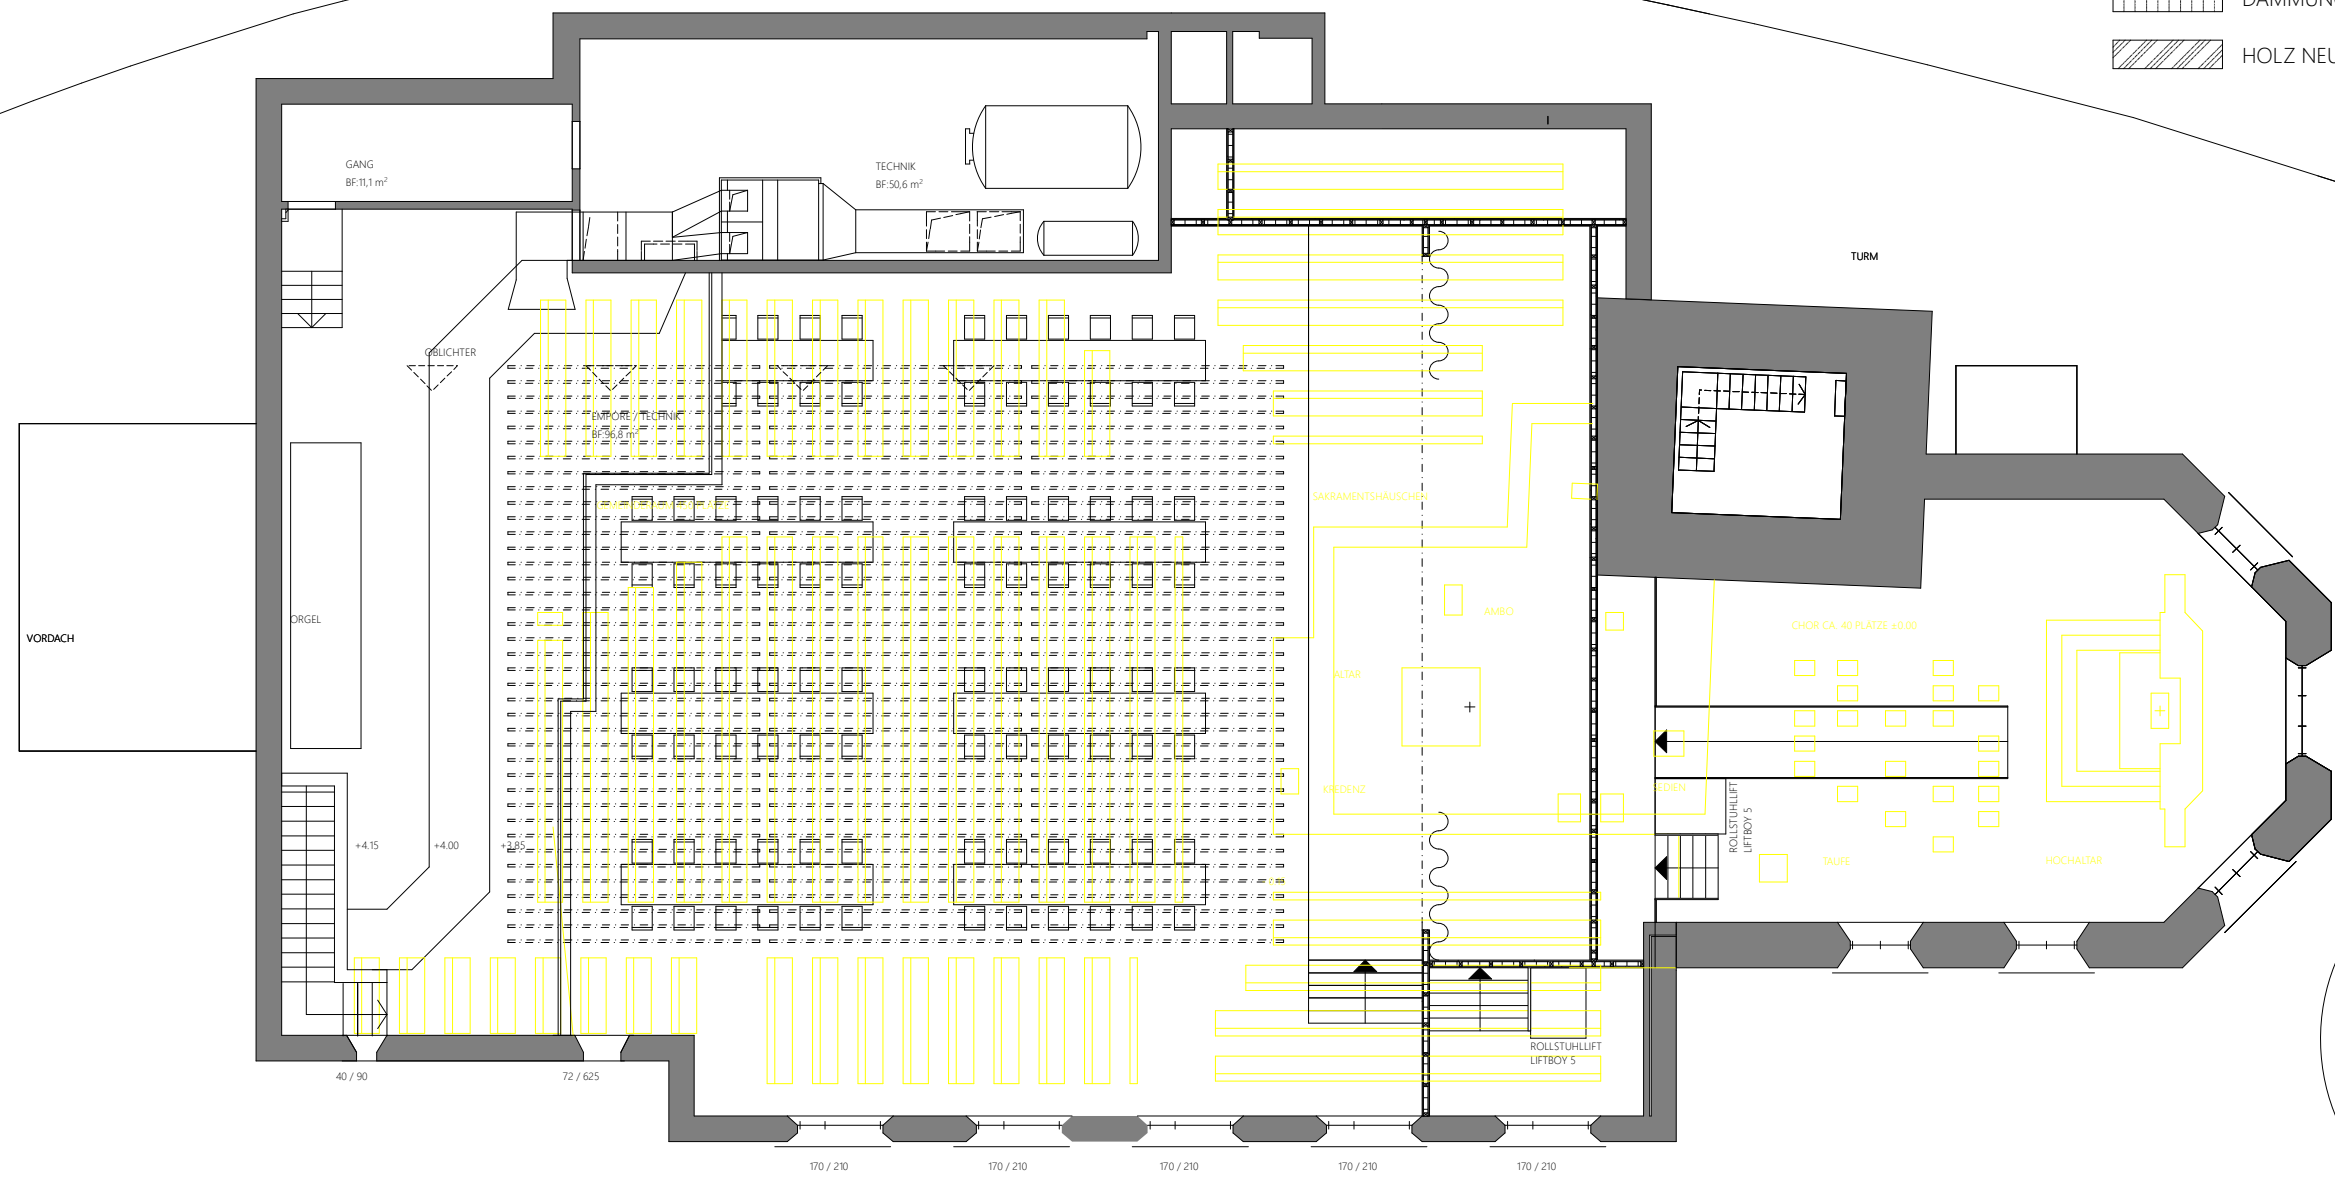 HOLZ NEU
GANG
BF:11,1 m²
TECHNIK
BF:50,6 m²
TURM
OBLICHTER
EMPORE / TECHNIK
BF:96,8 m²
SAKRAMENTSHÄUSCHEN
ORGEL
VORDACH
AMBO
CHOR CA. 40 PLÄTZE ±0.00
ALTAR
KREDENZ
ROLLSTUHLLIFT
LIFTBOY 5
+4.15
+4.00
+3.85
TAUFE
HOCHALTAR
ROLLSTUHLLIFT
LIFTBOY 5
40 / 90
72 / 625
170 / 210
170 / 210
170 / 210
170 / 210
170 / 210